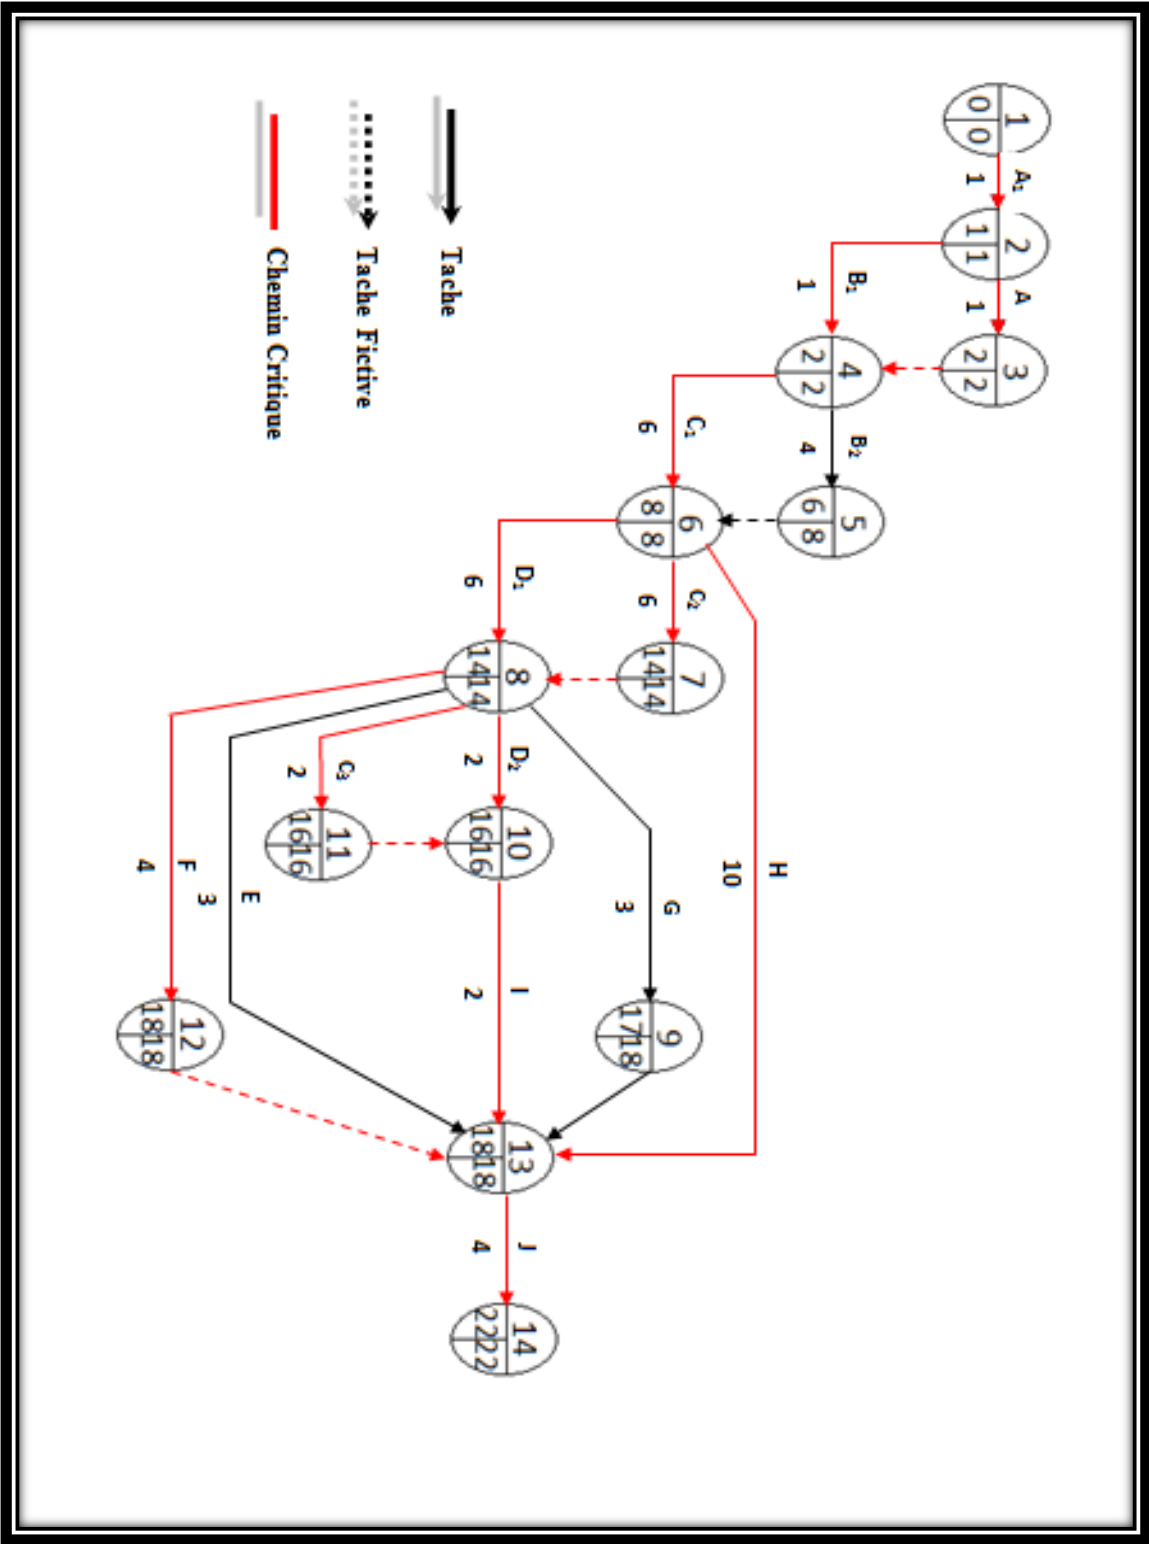 1
0 0
A₁
1
2
1 1
A
1
3
2 2
B₁
1
4
2 2
B₂
4
5
6 8
C₁
6
6
8 8
C₂
6
7
14 14
H
10
D₁
6
8
14 14
G
3
9
17 18
D₂
2
10
16 16
I
2
C₃
2
11
16 16
E
3
F
4
12
18 18
13
18 18
J
4
14
22 22
Tache
Tache Fictive
Chemin Critique